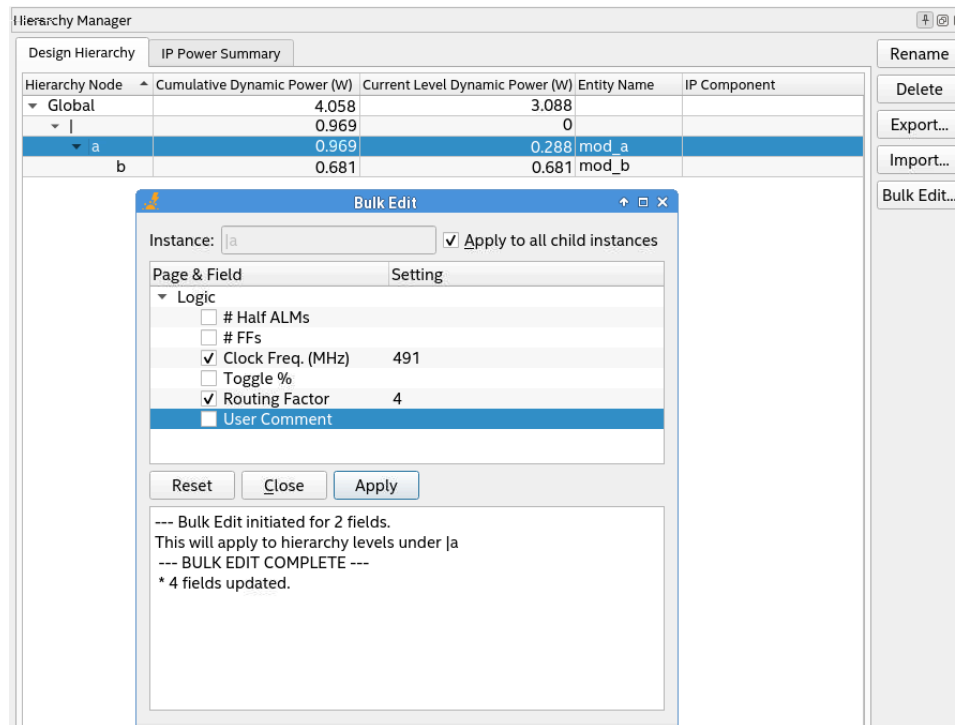 Hierarchy Manager
Design Hierarchy IP Power Summary
Rename
Delete
Export...
Import...
Bulk Edit...
Hierarchy Node Cumulative Dynamic Power (W) Current Level Dynamic Power (W) Entity Name IP Component
Global 4.058 3.088
| 0.969 0
a 0.969 0.288 mod_a
b 0.681 0.681 mod_b
Bulk Edit
Instance: |a Apply to all child instances
Page & Field Setting
Logic
# Half ALMs
# FFs
Clock Freq. (MHz) 491
Toggle %
Routing Factor 4
User Comment
Reset Close Apply
--- Bulk Edit initiated for 2 fields.
This will apply to hierarchy levels under |a
--- BULK EDIT COMPLETE ---
* 4 fields updated.